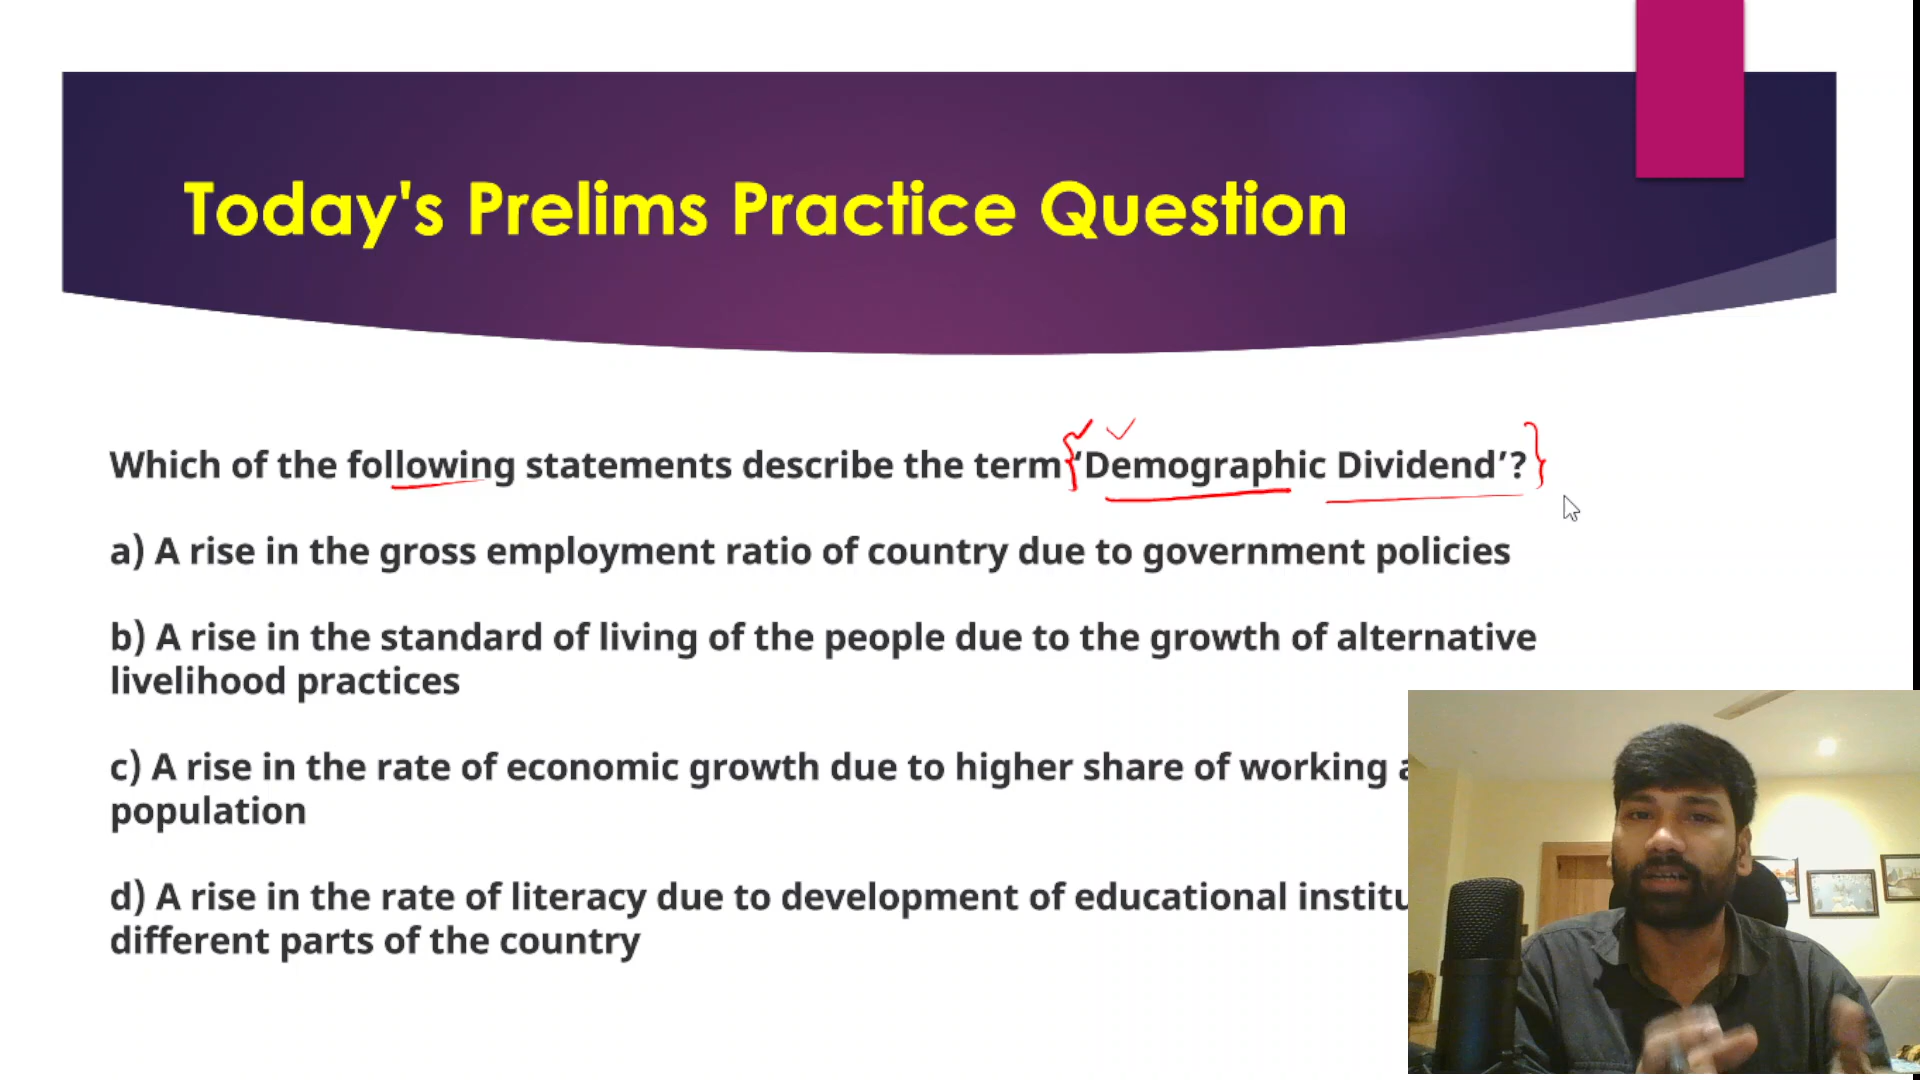 Today's Prelims Practice Question
Which of the following statements describe the term ‘Demographic Dividend’?
a) A rise in the gross employment ratio of country due to government policies
b) A rise in the standard of living of the people due to the growth of alternative
livelihood practices
c) A rise in the rate of economic growth due to higher share of working
population
d) A rise in the rate of literacy due to development of educational
different parts of the country